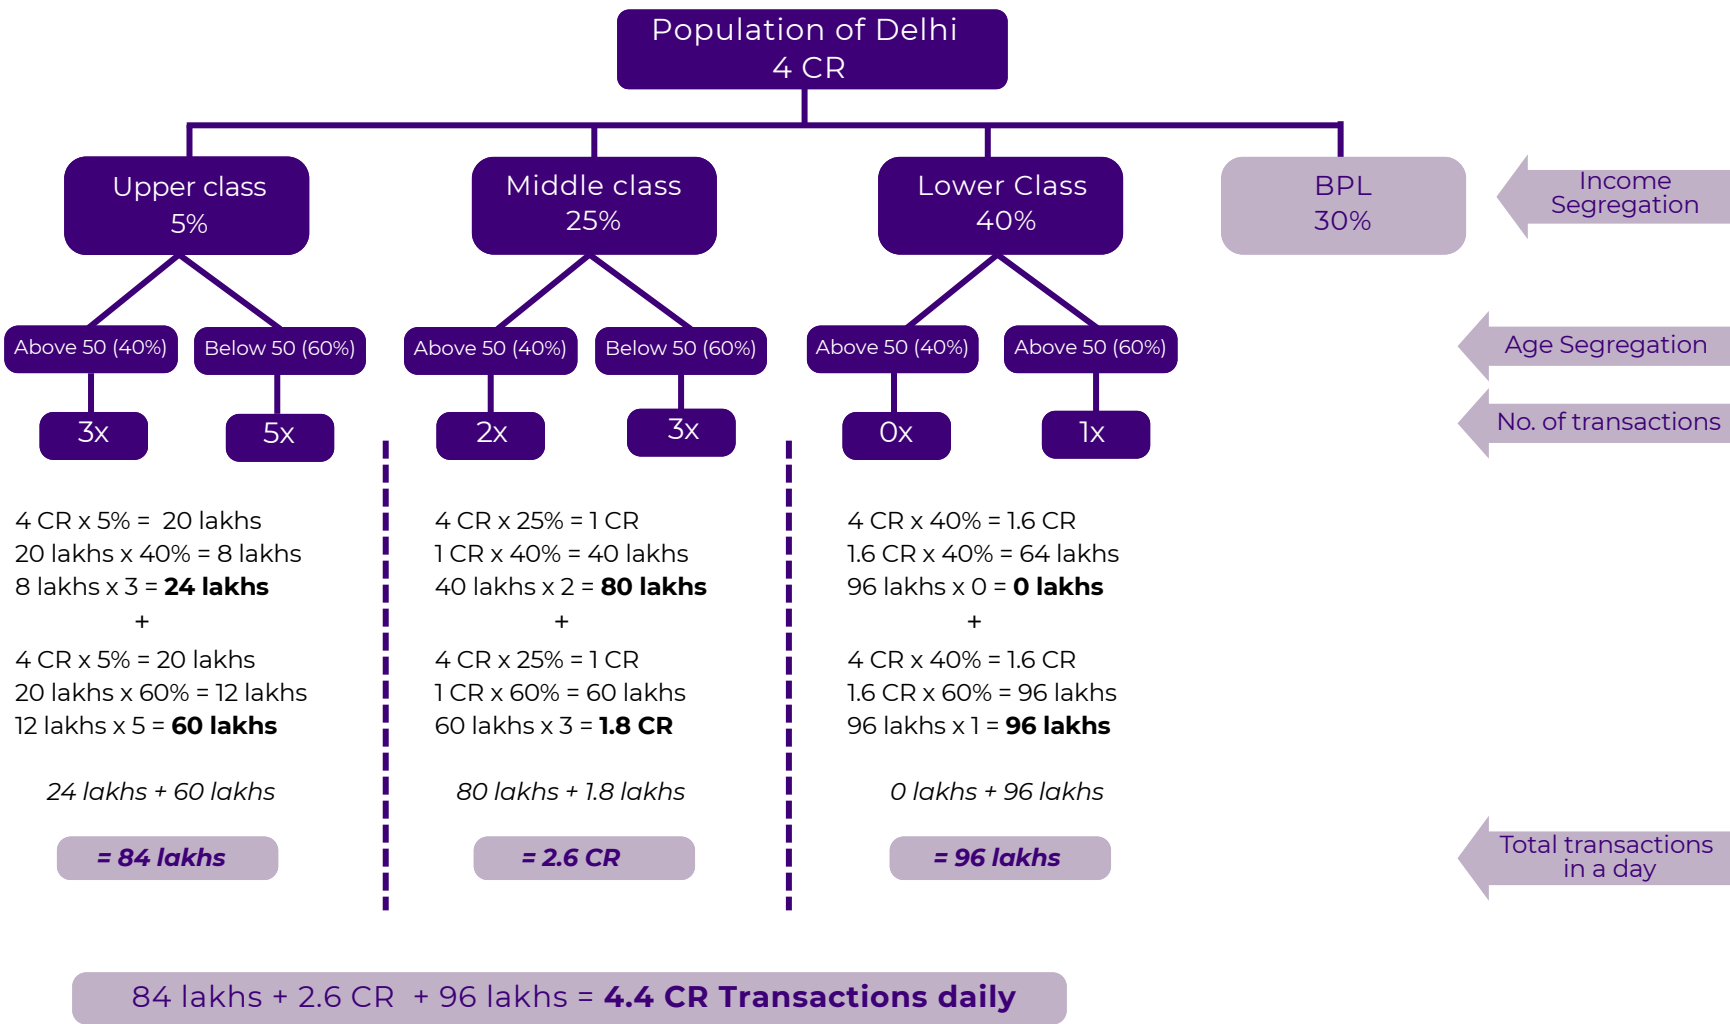 Population of Delhi
4 CR
Upper class
5%
Middle class
25%
Lower Class
40%
BPL
30%
Income
Segregation
Above 50 (40%)
Below 50 (60%)
Above 50 (40%)
Below 50 (60%)
Above 50 (40%)
Above 50 (60%)
Age Segregation
3x
5x
2x
3x
0x
1x
No. of transactions
4 CR x 5% = 20 lakhs
20 lakhs x 40% = 8 lakhs
8 lakhs x 3 = 24 lakhs
+
4 CR x 5% = 20 lakhs
20 lakhs x 60% = 12 lakhs
12 lakhs x 5 = 60 lakhs
24 lakhs + 60 lakhs
= 84 lakhs
4 CR x 25% = 1 CR
1 CR x 40% = 40 lakhs
40 lakhs x 2 = 80 lakhs
+
4 CR x 25% = 1 CR
1 CR x 60% = 60 lakhs
60 lakhs x 3 = 1.8 CR
80 lakhs + 1.8 lakhs
= 2.6 CR
4 CR x 40% = 1.6 CR
1.6 CR x 40% = 64 lakhs
96 lakhs x 0 = 0 lakhs
+
4 CR x 40% = 1.6 CR
1.6 CR x 60% = 96 lakhs
96 lakhs x 1 = 96 lakhs
0 lakhs + 96 lakhs
= 96 lakhs
Total transactions
in a day
84 lakhs + 2.6 CR + 96 lakhs = 4.4 CR Transactions daily